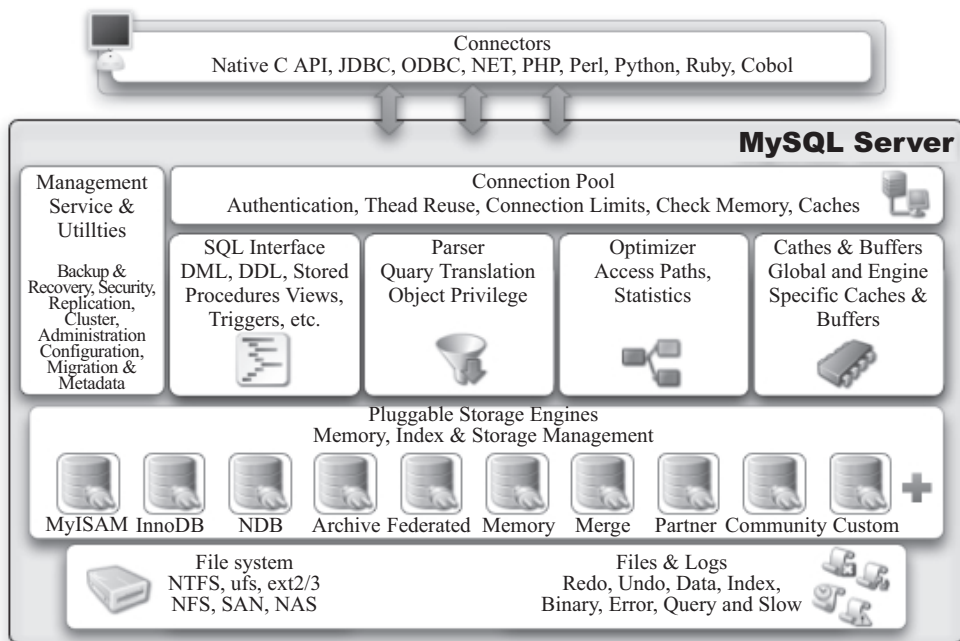 Connectors
Native C API, JDBC, ODBC, NET, PHP, Perl, Python, Ruby, Cobol
MySQL Server
Management
Service &
Utillties
Backup &
Recovery, Security,
Replication,
Cluster,
Administration
Configuration,
Migration &
Metadata
Connection Pool
Authentication, Thead Reuse, Connection Limits, Check Memory, Caches
SQL Interface
DML, DDL, Stored
Procedures Views,
Triggers, etc.
Parser
Quary Translation
Object Privilege
Optimizer
Access Paths,
Statistics
Cathes & Buffers
Global and Engine
Specific Caches &
Buffers
Pluggable Storage Engines
Memory, Index & Storage Management
MyISAM InnoDB NDB Archive Federated Memory Merge Partner Community Custom
File system
NTFS, ufs, ext2/3
NFS, SAN, NAS
Files & Logs
Redo, Undo, Data, Index,
Binary, Error, Query and Slow